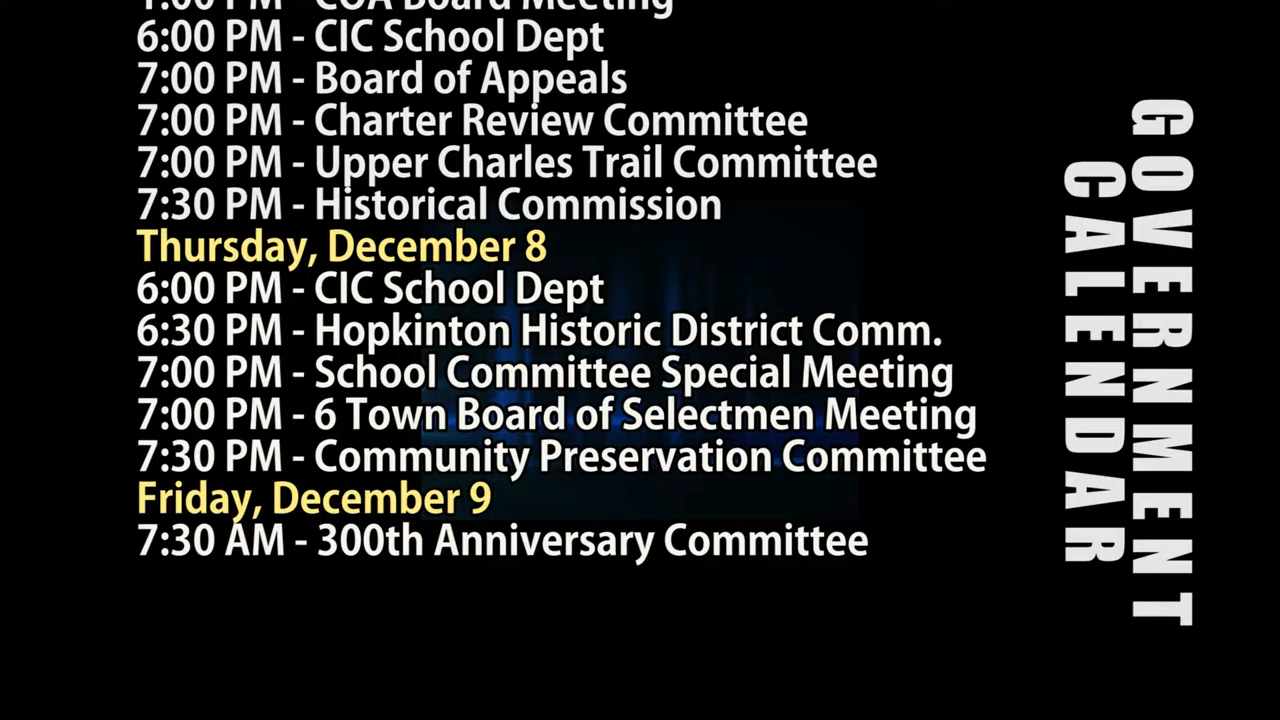 PM - COA Board Meeting
6:00 PM - CIC School Dept
7:00 PM - Board of Appeals
7:00 PM - Charter Review Committee
7:00 PM - Upper Charles Trail Committee
7:30 PM - Historical Commission
Thursday, December 8
6:00 PM - CIC School Dept
6:30 PM - Hopkinton Historic District Comm.
7:00 PM - School Committee Special Meeting
7:00 PM - 6 Town Board of Selectmen Meeting
7:30 PM - Community Preservation Committee
Friday, December 9
7:30 AM - 300th Anniversary Committee
GOVERNMENT
CALENDAR